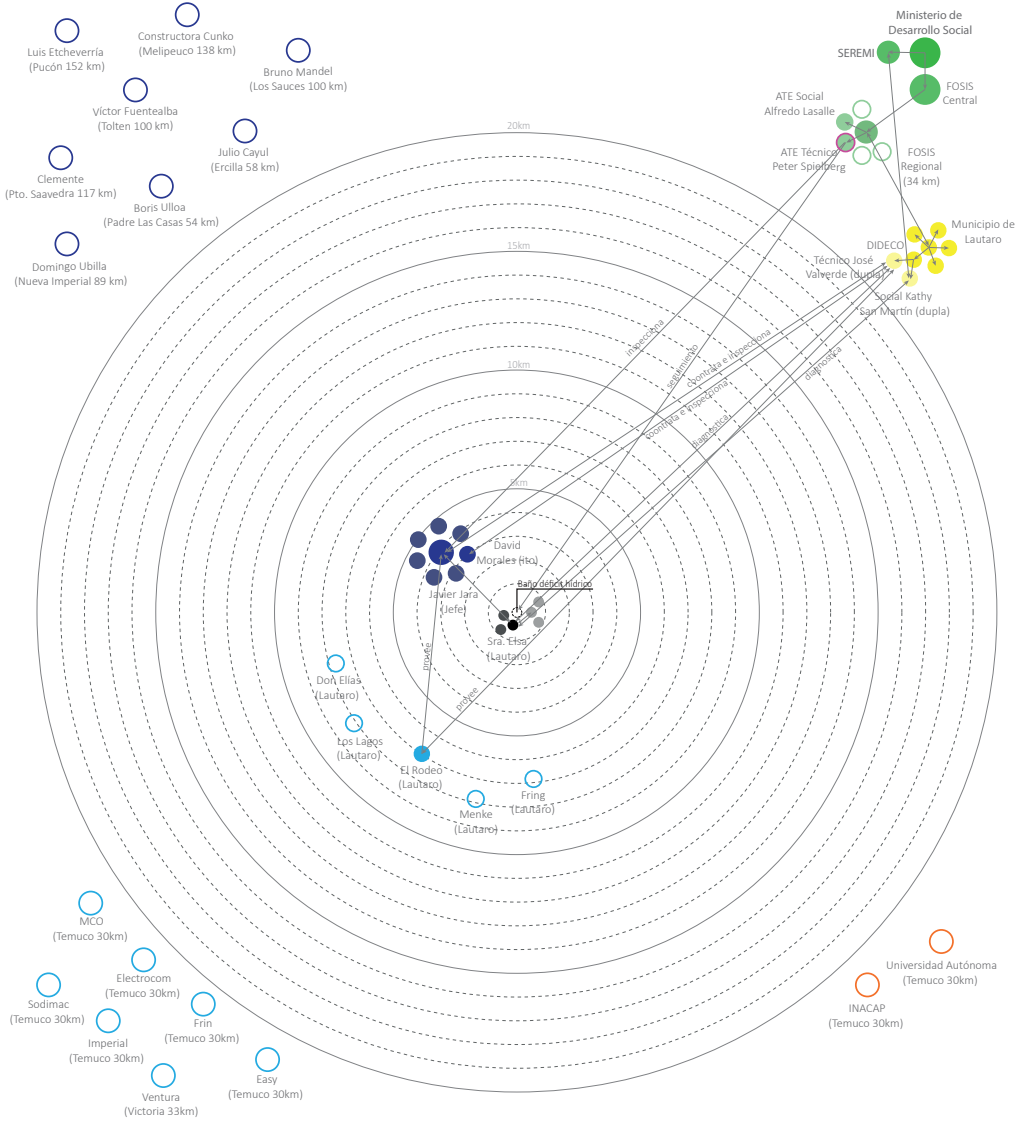 Luis Etcheverría
(Pucón 152 km)
Constructora Cunko
(Melipeuco 138 km)
Bruno Mandel
(Los Sauces 100 km)
Víctor Fuentealba
(Tolten 100 km)
Julio Cayul
(Ercilla 58 km)
Clemente
(Pto. Saavedra 117 km)
Boris Ulloa
(Padre Las Casas 54 km)
Domingo Ubilla
(Nueva Imperial 89 km)
Ministerio de
Desarrollo Social
SEREMI
FOSIS
Central
ATE Social
Alfredo Lasalle
ATE Técnico
Peter Spielberg
FOSIS
Regional
(34 km)
Municipio de
Lautaro
DIDECO
Técnico José
Valverde (dupla)
Social Kathy
San Martín (dupla)
20km
15km
10km
5km
inspecciona
seguimiento
coontrata e inspecciona
coontrata e inspecciona
diagnostica
diagnostica
David
Morales (ito)
Javier Jara
(Jefe)
Baño déficit hídrico
Sra. Elsa
(Lautaro)
provee
provee
Don Elías
(Lautaro)
Los Lagos
(Lautaro)
El Rodeo
(Lautaro)
Menke
(Lautaro)
Fring
(Lautaro)
MCO
(Temuco 30km)
Electrocom
(Temuco 30km)
Sodimac
(Temuco 30km)
Frin
(Temuco 30km)
Imperial
(Temuco 30km)
Easy
(Temuco 30km)
Ventura
(Victoria 33km)
Universidad Autónoma
(Temuco 30km)
INACAP
(Temuco 30km)